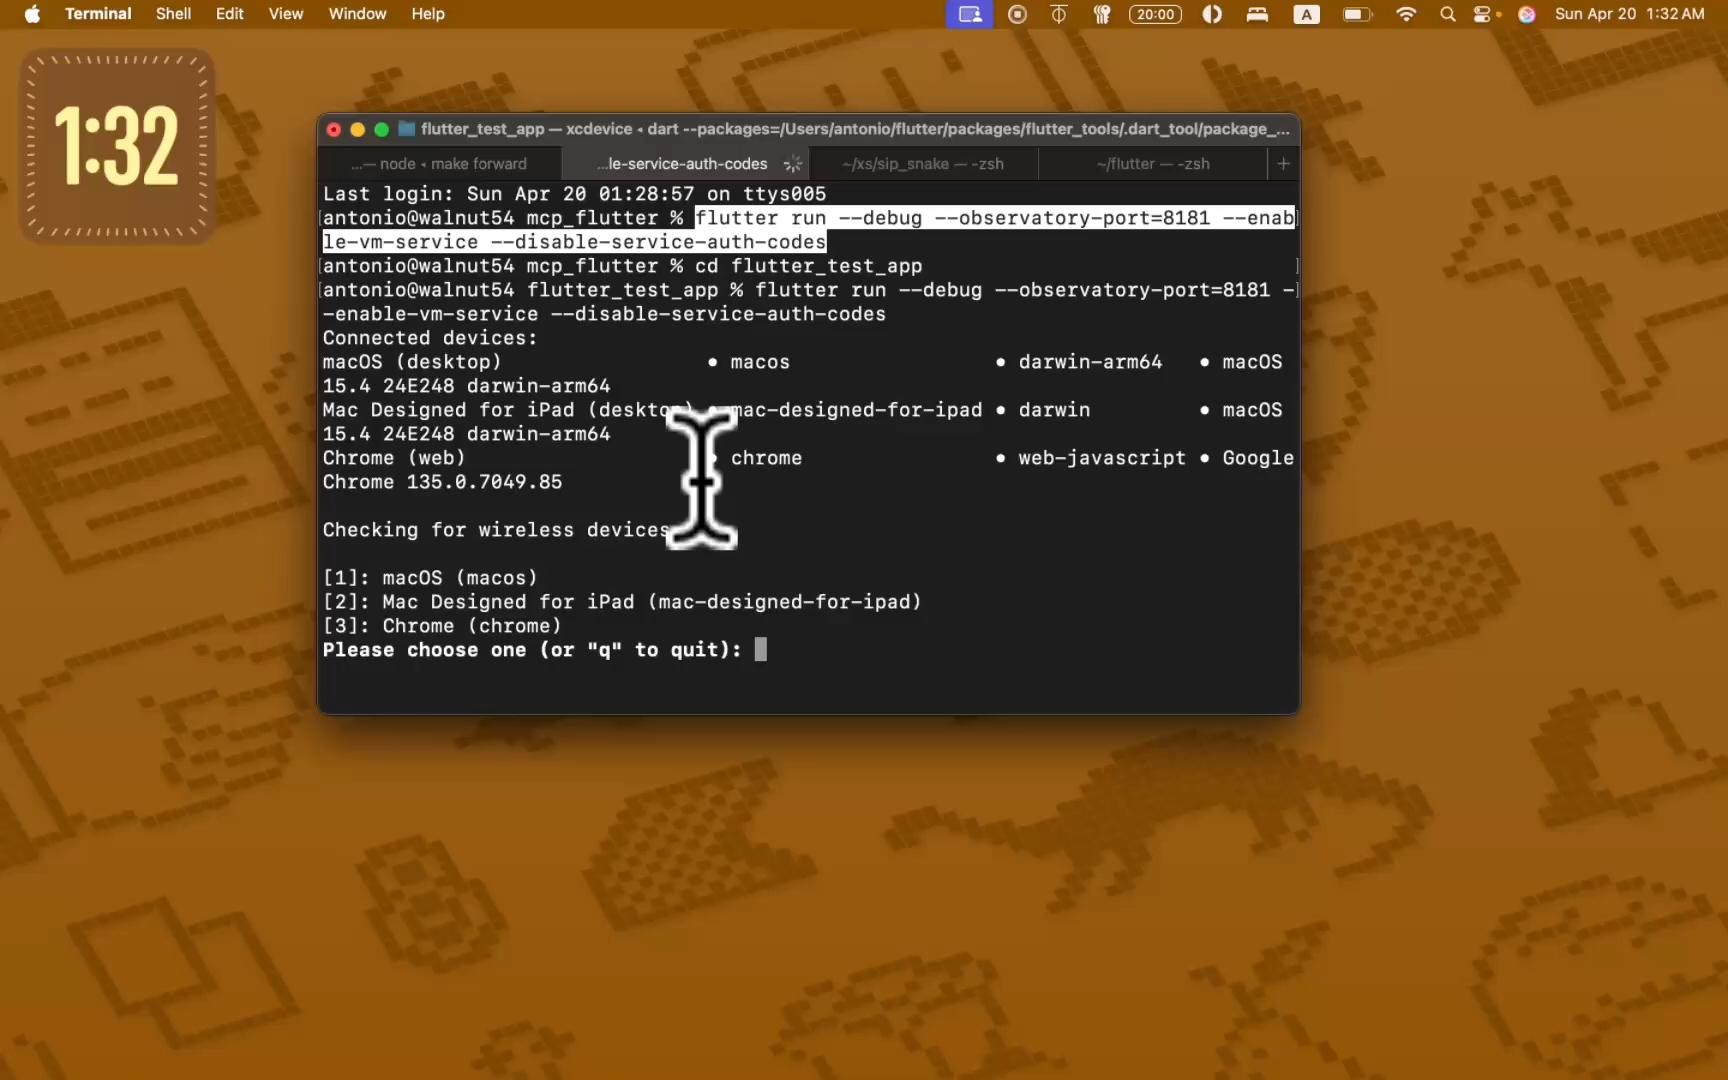 Terminal Shell Edit View Window Help 20:00 A Sun Apr 20 1:32 AM
1:32
flutter_test_app — xcdevice ◂ dart --packages=/Users/antonio/flutter/packages/flutter_tools/.dart_tool/package_...
...— node ◂ make forward ...le-service-auth-codes ~/xs/sip_snake — -zsh ~/flutter — -zsh +
Last login: Sun Apr 20 01:28:57 on ttys005
[antonio@walnut54 mcp_flutter % flutter run --debug --observatory-port=8181 --enab]
le-vm-service --disable-service-auth-codes
[antonio@walnut54 mcp_flutter % cd flutter_test_app ]
[antonio@walnut54 flutter_test_app % flutter run --debug --observatory-port=8181 -]
-enable-vm-service --disable-service-auth-codes
Connected devices:
macOS (desktop) • macos • darwin-arm64 • macOS
15.4 24E248 darwin-arm64
Mac Designed for iPad (desktop) • mac-designed-for-ipad • darwin • macOS
15.4 24E248 darwin-arm64
Chrome (web) • chrome • web-javascript • Google
Chrome 135.0.7049.85
Checking for wireless devices
[1]: macOS (macos)
[2]: Mac Designed for iPad (mac-designed-for-ipad)
[3]: Chrome (chrome)
Please choose one (or "q" to quit):